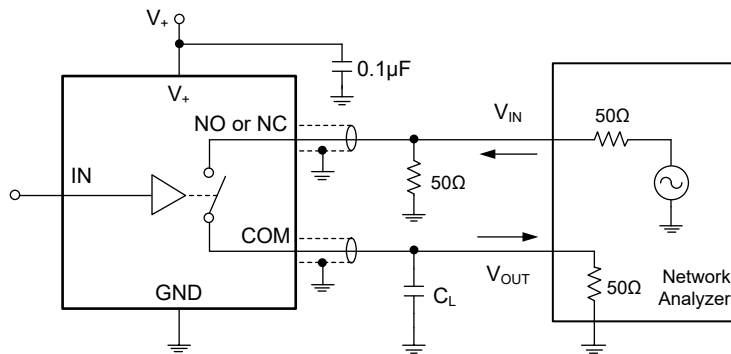 V+
0.1µF
V+
NO or NC
VIN
50Ω
50Ω
IN
COM
VOUT
50Ω
Network
Analyzer
CL
GND